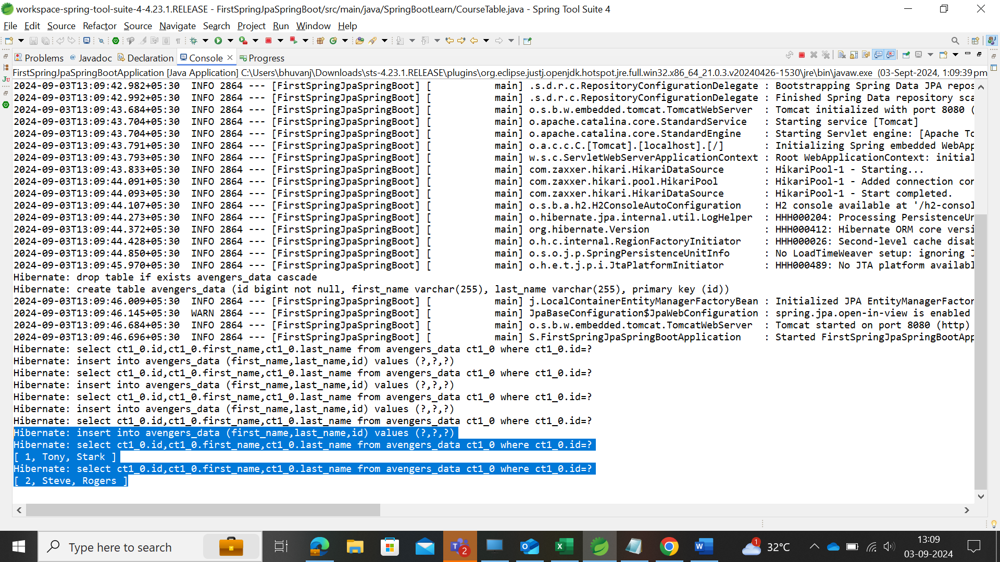 workspace-spring-tool-suite-4-4.23.1.RELEASE - FirstSpringJpaSpringBoot/src/main/java/SpringBootLearn/CourseTable.java - Spring Tool Suite 4
File Edit Source Refactor Source Navigate Search Project Run Window Help
Problems @ Javadoc Declaration Console Progress
FirstSpringJpaSpringBootApplication [Java Application] C:\Users\bhuvanj\Downloads\sts-4.23.1.RELEASE\plugins\org.eclipse.justj.openjdk.hotspot.jre.full.win32.x86_64_21.0.3.v20240426-1530\jre\bin\javaw.exe (03-Sept-2024, 1:09:39 pm
2024-09-03T13:09:42.982+05:30  INFO 2864 --- [FirstSpringJpaSpringBoot] [           main] .s.d.r.c.RepositoryConfigurationDelegate : Bootstrapping Spring Data JPA repos
2024-09-03T13:09:42.992+05:30  INFO 2864 --- [FirstSpringJpaSpringBoot] [           main] .s.d.r.c.RepositoryConfigurationDelegate : Finished Spring Data repository sca
2024-09-03T13:09:43.684+05:30  INFO 2864 --- [FirstSpringJpaSpringBoot] [           main] o.s.b.w.embedded.tomcat.TomcatWebServer  : Tomcat initialized with port 8080 (
2024-09-03T13:09:43.704+05:30  INFO 2864 --- [FirstSpringJpaSpringBoot] [           main] o.apache.catalina.core.StandardService   : Starting service [Tomcat]
2024-09-03T13:09:43.704+05:30  INFO 2864 --- [FirstSpringJpaSpringBoot] [           main] o.apache.catalina.core.StandardEngine    : Starting Servlet engine: [Apache To
2024-09-03T13:09:43.791+05:30  INFO 2864 --- [FirstSpringJpaSpringBoot] [           main] o.a.c.c.C.[Tomcat].[localhost].[/]       : Initializing Spring embedded WebApp
2024-09-03T13:09:43.793+05:30  INFO 2864 --- [FirstSpringJpaSpringBoot] [           main] w.s.c.ServletWebServerApplicationContext : Root WebApplicationContext: initial
2024-09-03T13:09:43.833+05:30  INFO 2864 --- [FirstSpringJpaSpringBoot] [           main] com.zaxxer.hikari.HikariDataSource       : HikariPool-1 - Starting...
2024-09-03T13:09:44.091+05:30  INFO 2864 --- [FirstSpringJpaSpringBoot] [           main] com.zaxxer.hikari.pool.HikariPool        : HikariPool-1 - Added connection con
2024-09-03T13:09:44.093+05:30  INFO 2864 --- [FirstSpringJpaSpringBoot] [           main] com.zaxxer.hikari.HikariDataSource       : HikariPool-1 - Start completed.
2024-09-03T13:09:44.107+05:30  INFO 2864 --- [FirstSpringJpaSpringBoot] [           main] o.s.b.a.h2.H2ConsoleAutoConfiguration    : H2 console available at '/h2-consol
2024-09-03T13:09:44.273+05:30  INFO 2864 --- [FirstSpringJpaSpringBoot] [           main] o.hibernate.jpa.internal.util.LogHelper  : HHH000204: Processing PersistenceUn
2024-09-03T13:09:44.372+05:30  INFO 2864 --- [FirstSpringJpaSpringBoot] [           main] org.hibernate.Version                    : HHH000412: Hibernate ORM core versi
2024-09-03T13:09:44.428+05:30  INFO 2864 --- [FirstSpringJpaSpringBoot] [           main] o.h.c.internal.RegionFactoryInitiator    : HHH000026: Second-level cache disab
2024-09-03T13:09:44.850+05:30  INFO 2864 --- [FirstSpringJpaSpringBoot] [           main] o.s.o.j.p.SpringPersistenceUnitInfo      : No LoadTimeWeaver setup: ignoring J
2024-09-03T13:09:45.970+05:30  INFO 2864 --- [FirstSpringJpaSpringBoot] [           main] o.h.e.t.j.p.i.JtaPlatformInitiator       : HHH000489: No JTA platform availabl
Hibernate: drop table if exists avengers_data cascade
Hibernate: create table avengers_data (id bigint not null, first_name varchar(255), last_name varchar(255), primary key (id))
2024-09-03T13:09:46.009+05:30  INFO 2864 --- [FirstSpringJpaSpringBoot] [           main] j.LocalContainerEntityManagerFactoryBean : Initialized JPA EntityManagerFactor
2024-09-03T13:09:46.145+05:30  WARN 2864 --- [FirstSpringJpaSpringBoot] [           main] JpaBaseConfiguration$JpaWebConfiguration : spring.jpa.open-in-view is enabled
2024-09-03T13:09:46.684+05:30  INFO 2864 --- [FirstSpringJpaSpringBoot] [           main] o.s.b.w.embedded.tomcat.TomcatWebServer  : Tomcat started on port 8080 (http)
2024-09-03T13:09:46.696+05:30  INFO 2864 --- [FirstSpringJpaSpringBoot] [           main] S.FirstSpringJpaSpringBootApplication    : Started FirstSpringJpaSpringBootApp
Hibernate: select ct1_0.id,ct1_0.first_name,ct1_0.last_name from avengers_data ct1_0 where ct1_0.id=?
Hibernate: insert into avengers_data (first_name,last_name,id) values (?,?,?)
Hibernate: select ct1_0.id,ct1_0.first_name,ct1_0.last_name from avengers_data ct1_0 where ct1_0.id=?
Hibernate: insert into avengers_data (first_name,last_name,id) values (?,?,?)
Hibernate: select ct1_0.id,ct1_0.first_name,ct1_0.last_name from avengers_data ct1_0 where ct1_0.id=?
Hibernate: insert into avengers_data (first_name,last_name,id) values (?,?,?)
Hibernate: select ct1_0.id,ct1_0.first_name,ct1_0.last_name from avengers_data ct1_0 where ct1_0.id=?
Hibernate: insert into avengers_data (first_name,last_name,id) values (?,?,?)
Hibernate: select ct1_0.id,ct1_0.first_name,ct1_0.last_name from avengers_data ct1_0 where ct1_0.id=?
[ 1, Tony, Stark ]
Hibernate: select ct1_0.id,ct1_0.first_name,ct1_0.last_name from avengers_data ct1_0 where ct1_0.id=?
[ 2, Steve, Rogers ]
Type here to search
2
1
32°C
13:09
03-09-2024